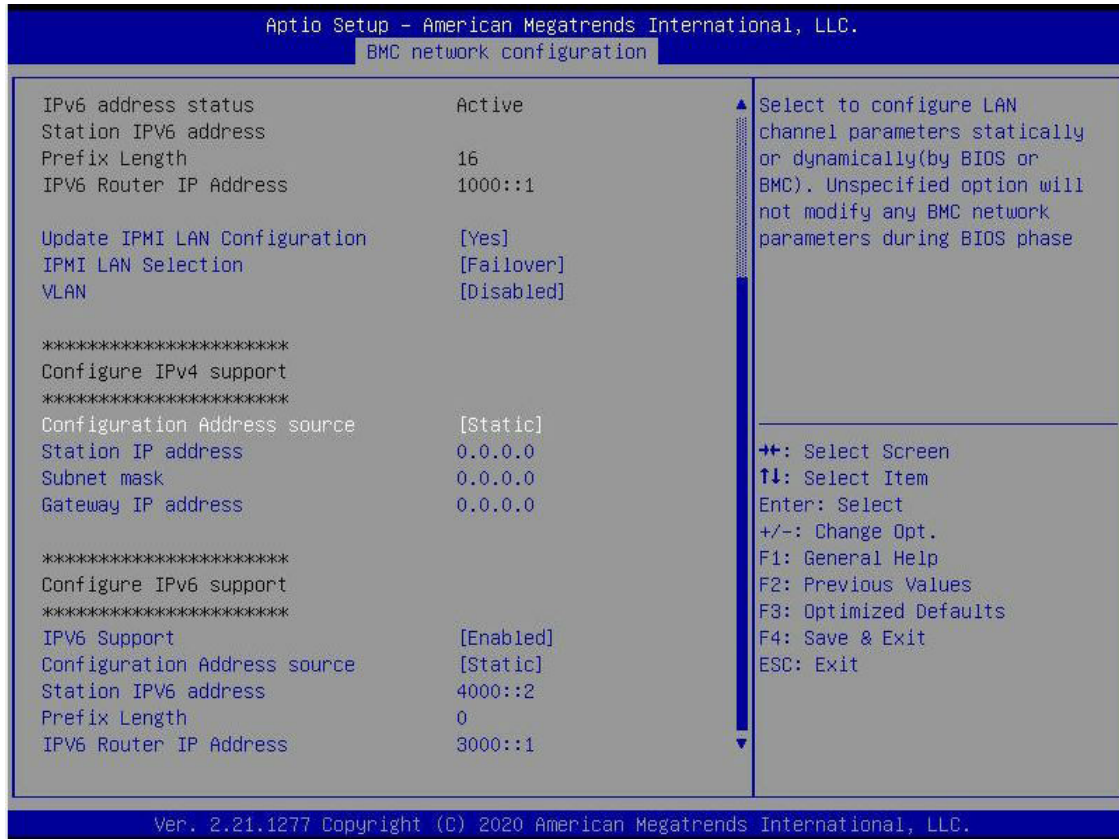 Aptio Setup – American Megatrends International, LLC.
BMC network configuration
IPv6 address status Active
Station IPV6 address
Prefix Length 16
IPV6 Router IP Address 1000::1
Update IPMI LAN Configuration [Yes]
IPMI LAN Selection [Failover]
VLAN [Disabled]
**********************
Configure IPv4 support
**********************
Configuration Address source [Static]
Station IP address 0.0.0.0
Subnet mask 0.0.0.0
Gateway IP address 0.0.0.0
**********************
Configure IPv6 support
**********************
IPV6 Support [Enabled]
Configuration Address source [Static]
Station IPV6 address 4000::2
Prefix Length 0
IPV6 Router IP Address 3000::1
Select to configure LAN
channel parameters statically
or dynamically(by BIOS or
BMC). Unspecified option will
not modify any BMC network
parameters during BIOS phase
→←: Select Screen
↑↓: Select Item
Enter: Select
+/-: Change Opt.
F1: General Help
F2: Previous Values
F3: Optimized Defaults
F4: Save & Exit
ESC: Exit
Ver. 2.21.1277 Copyright (C) 2020 American Megatrends International, LLC.